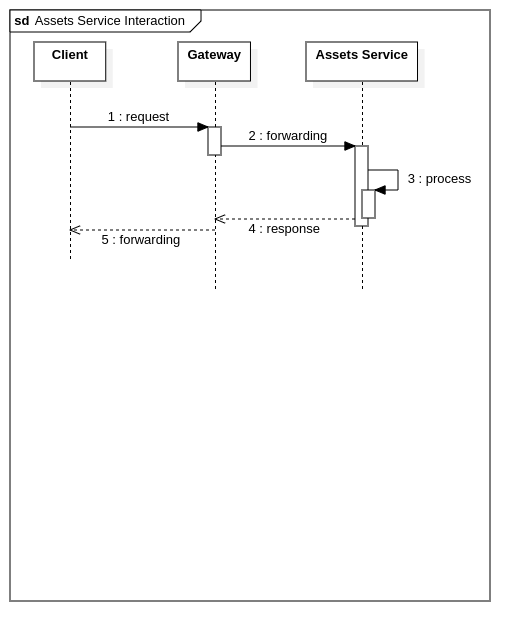 sd Assets Service Interaction
Client
Gateway
Assets Service
1 : request
2 : forwarding
3 : process
4 : response
5 : forwarding